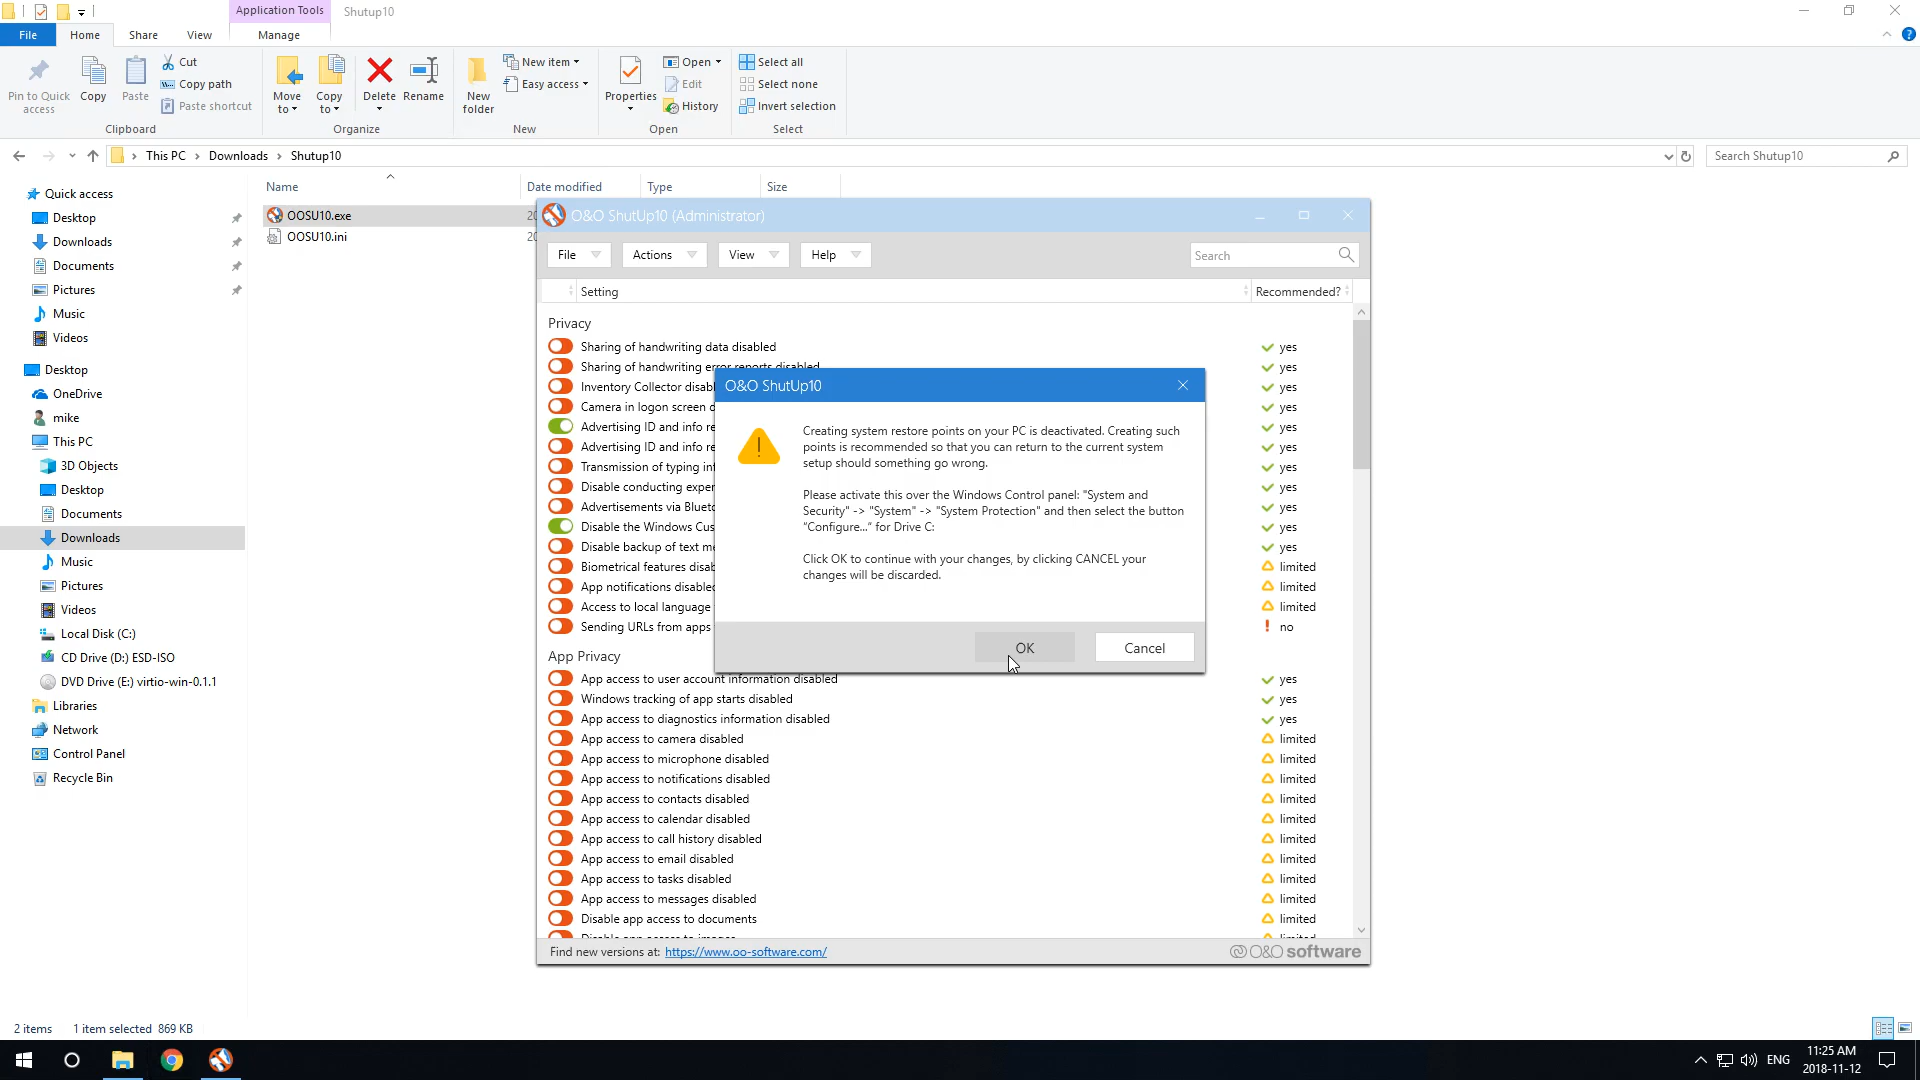 Application Tools
Shutup10
File
Home
Share
View
Manage
Pin to Quick
access
Copy
Paste
Cut
Copy path
Paste shortcut
Clipboard
Move
to
Copy
to
Delete
Rename
Organize
New
folder
New item
Easy access
New
Properties
Open
Edit
History
Open
Select all
Select none
Invert selection
Select
This PC
Downloads
Shutup10
Search Shutup10
Quick access
Desktop
Downloads
Documents
Pictures
Music
Videos
Desktop
OneDrive
mike
This PC
3D Objects
Desktop
Documents
Downloads
Music
Pictures
Videos
Local Disk (C:)
CD Drive (D:) ESD-ISO
DVD Drive (E:) virtio-win-0.1.1
Libraries
Network
Control Panel
Recycle Bin
Name
Date modified
Type
Size
OOSU10.exe
20
OOSU10.ini
20
O&O ShutUp10 (Administrator)
File
Actions
View
Help
Search
Setting
Recommended?
Privacy
Sharing of handwriting data disabled yes
Sharing of handwriting error reports disabled yes
Inventory Collector disabl yes
Camera in logon screen d yes
Advertising ID and info re yes
Advertising ID and info re yes
Transmission of typing inf yes
Disable conducting exper yes
Advertisements via Blueto yes
Disable the Windows Cus yes
Disable backup of text me yes
Biometrical features disab limited
App notifications disabled limited
Access to local language limited
Sending URLs from apps no
App Privacy
App access to user account information disabled yes
Windows tracking of app starts disabled yes
App access to diagnostics information disabled yes
App access to camera disabled limited
App access to microphone disabled limited
App access to notifications disabled limited
App access to contacts disabled limited
App access to calendar disabled limited
App access to call history disabled limited
App access to email disabled limited
App access to tasks disabled limited
App access to messages disabled limited
Disable app access to documents limited
Disable app access to images limited
O&O ShutUp10
Creating system restore points on your PC is deactivated. Creating such
points is recommended so that you can return to the current system
setup should something go wrong.
Please activate this over the Windows Control panel: "System and
Security" -> "System" -> "System Protection" and then select the button
"Configure..." for Drive C:
Click OK to continue with your changes, by clicking CANCEL your
changes will be discarded.
OK
Cancel
Find new versions at: https://www.oo-software.com/
O&O software
2 items
1 item selected 869 KB
ENG
11:25 AM
2018-11-12